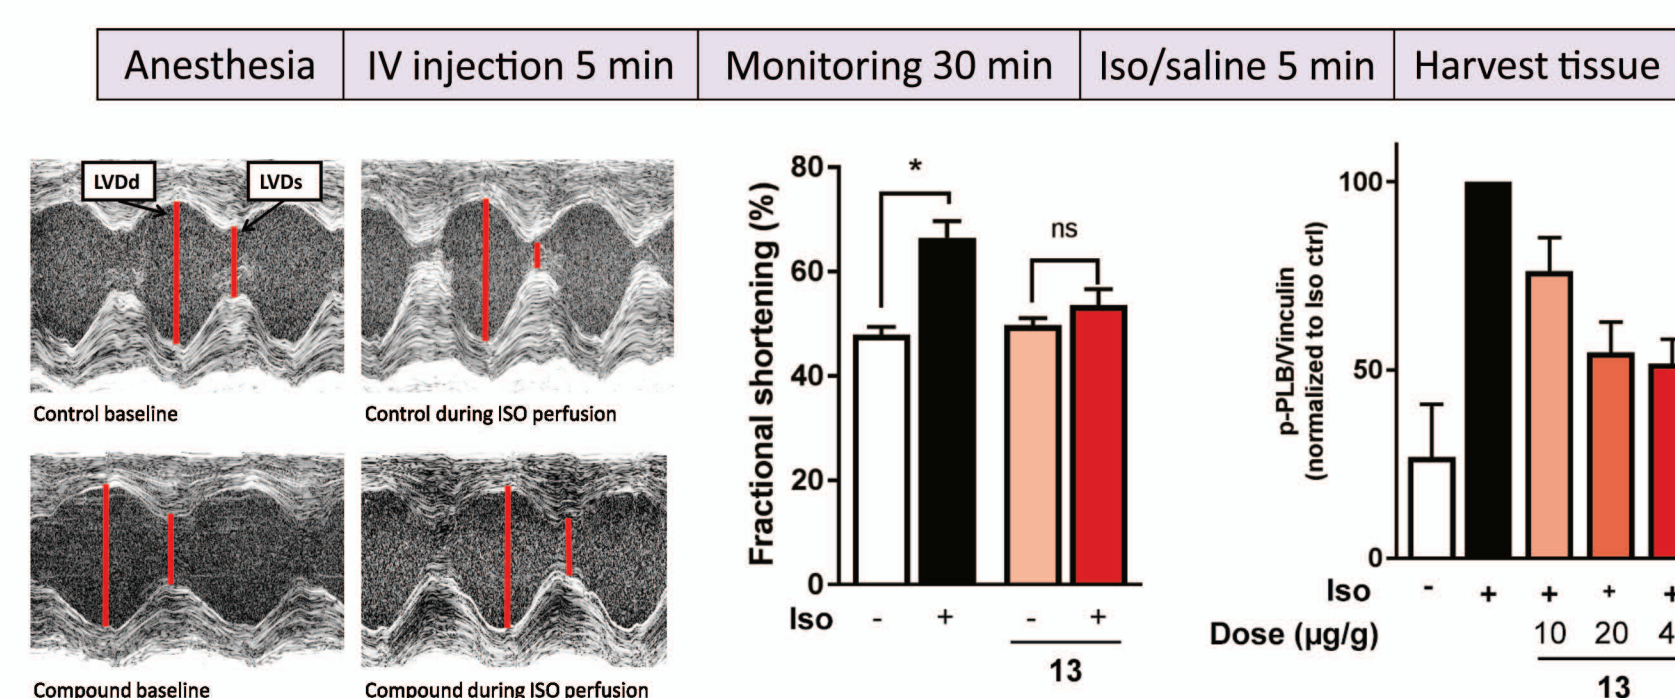 Anesthesia
IV injection 5 min
Monitoring 30 min
Iso/saline 5 min
Harvest tissue
LVDd
LVDs
Control baseline
Control during ISO perfusion
Compound baseline
Compound during ISO perfusion
Fractional shortening (%)
80
60
40
20
0
*
ns
Iso - + - +
13
p-PLB/Vinculin
(normalized to Iso ctrl)
100
50
0
Iso - + + + +
Dose (µg/g) 10 20 4
13